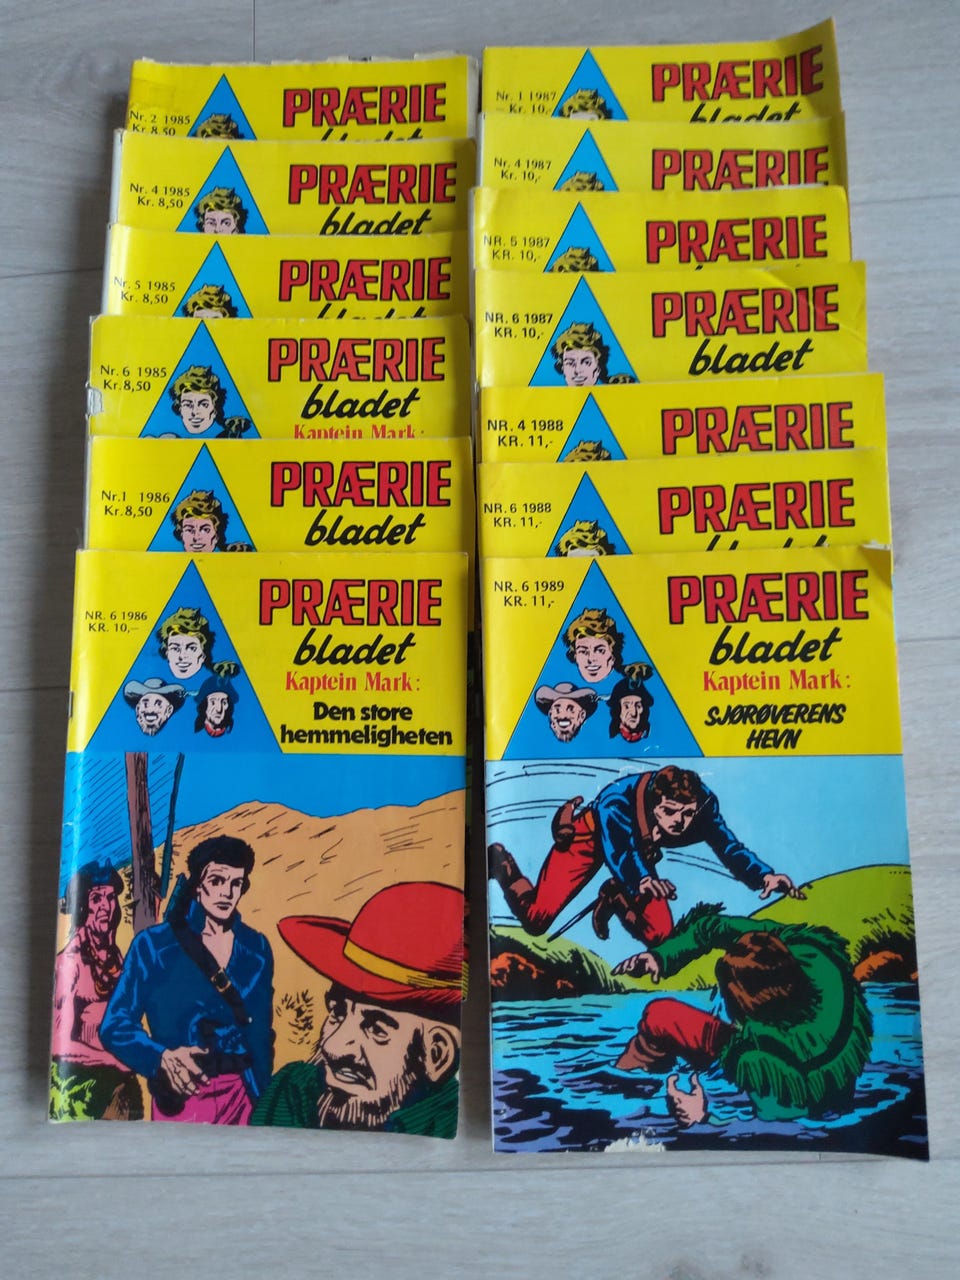 Nr. 2 1985
Kr 8,50
PRÆRIE
bladet
Nr. 4 1985
Kr. 8,50
PRÆRIE
bladet
Nr. 5 1985
Kr. 8,50
PRÆRIE
bladet
Nr. 6 1985
Kr. 8,50
PRÆRIE
bladet
Kaptein Mark:
Nr. 1 1986
Kr. 8,50
PRÆRIE
bladet
NR. 6 1986
KR. 10,—
PRÆRIE
bladet
Kaptein Mark:
Den store
hemmeligheten
Nr. 1 1987
Kr. 10,-
PRÆRIE
bladet
Nr. 4 1987
Kr. 10,-
PRÆRIE
NR. 5 1987
KR. 10,-
PRÆRIE
NR. 6 1987
KR. 10,-
PRÆRIE
bladet
NR. 4 1988
KR. 11,-
PRÆRIE
NR. 6 1988
KR. 11,-
PRÆRIE
bladet
NR. 6 1989
KR. 11,-
PRÆRIE
bladet
Kaptein Mark:
SJØRØVERENS
HEVN